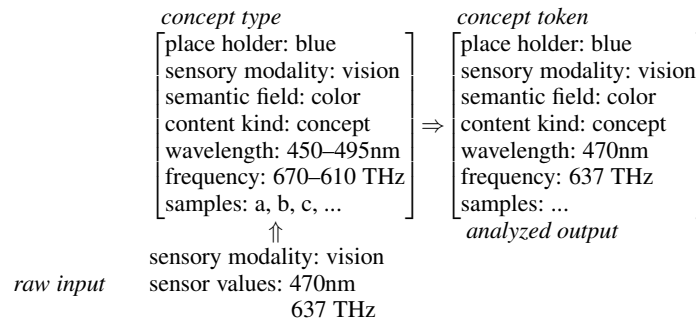 concept type concept token
place holder: blue place holder: blue
sensory modality: vision sensory modality: vision
semantic field: color semantic field: color
content kind: concept ⇒ content kind: concept
wavelength: 450–495nm wavelength: 470nm
frequency: 670–610 THz frequency: 637 THz
samples: a, b, c, ... samples: ...
⇑ analyzed output
sensory modality: vision
raw input sensor values: 470nm
637 THz